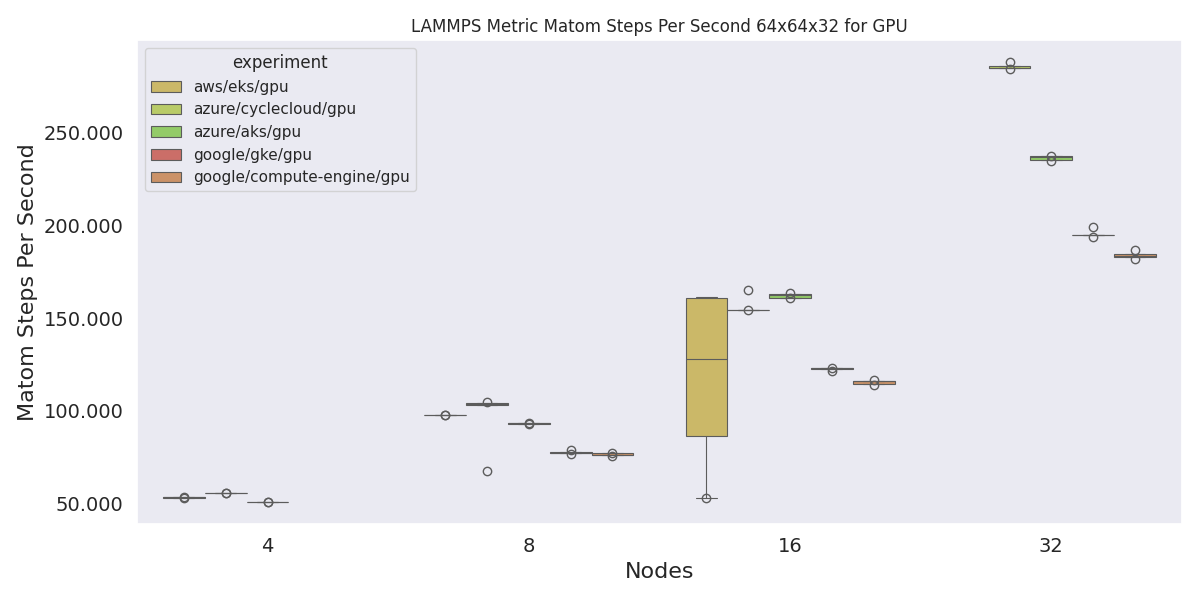 LAMMPS Metric Matom Steps Per Second 64x64x32 for GPU
experiment
aws/eks/gpu
azure/cyclecloud/gpu
azure/aks/gpu
google/gke/gpu
google/compute-engine/gpu
Matom Steps Per Second
250.000
200.000
150.000
100.000
50.000
4
8
16
32
Nodes